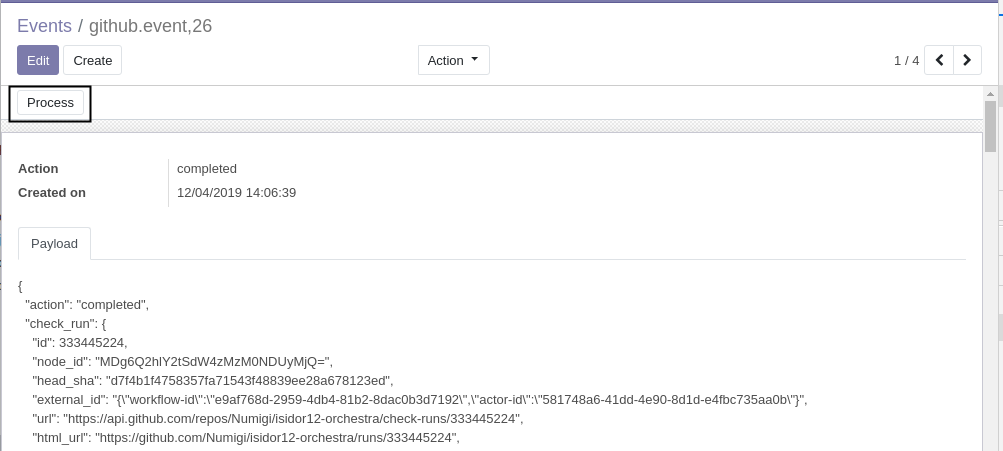 Events / github.event,26
Edit Create Action 1 / 4
Process
Action completed
Created on 12/04/2019 14:06:39
Payload
{
"action": "completed",
"check_run": {
"id": 333445224,
"node_id": "MDg6Q2hlY2tSdW4zMzM0NDUyMjQ=",
"head_sha": "d7f4b1f4758357fa71543f48839ee28a678123ed",
"external_id": "{\"workflow-id\":\"e9af768d-2959-4db4-81b2-8dac0b3d7192\",\"actor-id\":\"581748a6-41dd-4e90-8d1d-e4fbc735aa0b\"}",
"url": "https://api.github.com/repos/Numigi/isidor12-orchestra/check-runs/333445224",
"html_url": "https://github.com/Numigi/isidor12-orchestra/runs/333445224",